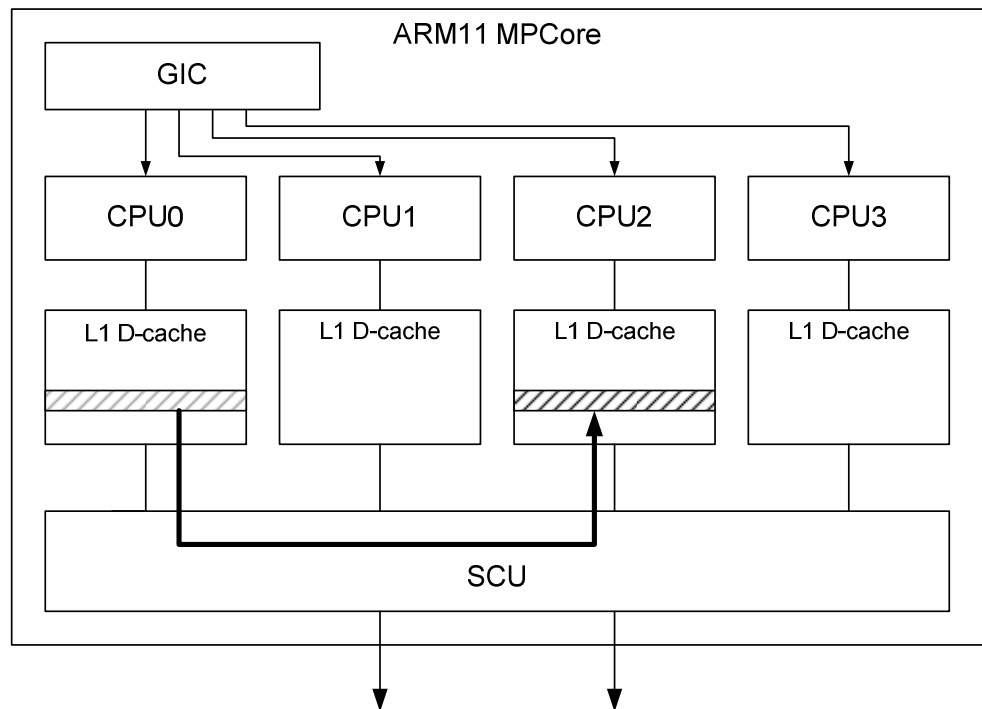 ARM11 MPCore
GIC
CPU0
CPU1
CPU2
CPU3
L1 D-cache
L1 D-cache
L1 D-cache
L1 D-cache
SCU